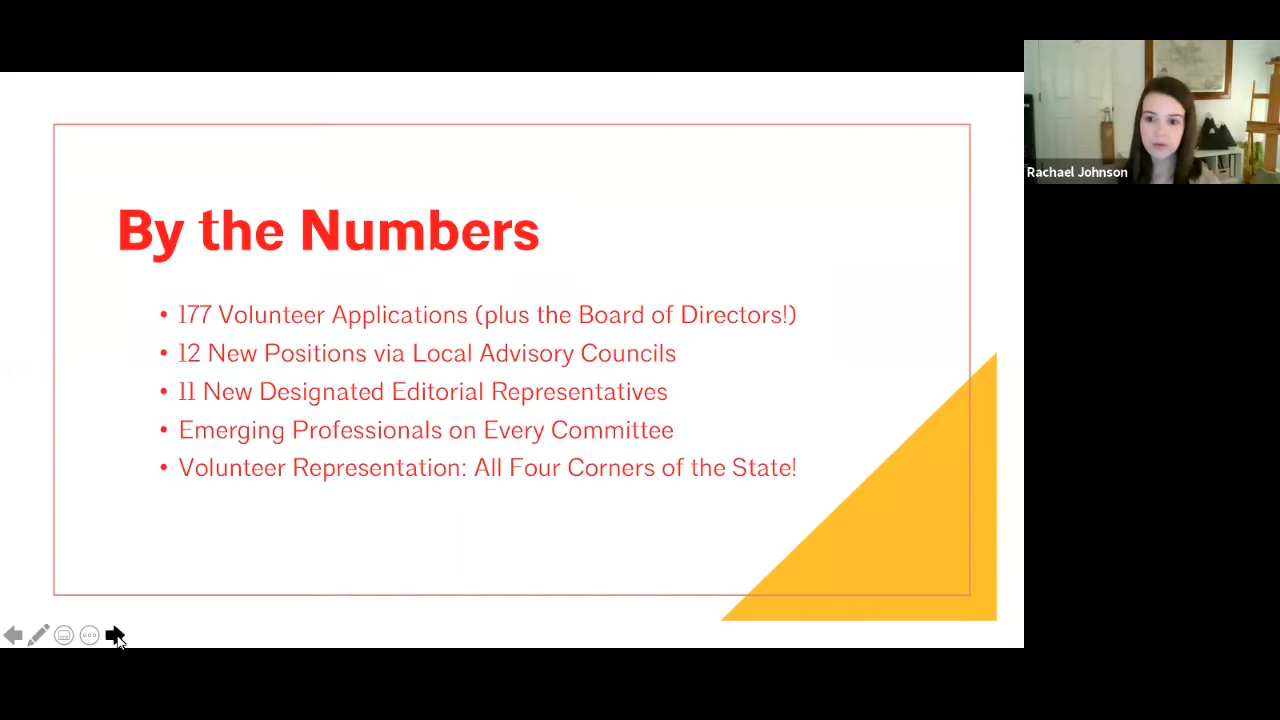 By the Numbers
• 177 Volunteer Applications (plus the Board of Directors!)
• 12 New Positions via Local Advisory Councils
• 11 New Designated Editorial Representatives
• Emerging Professionals on Every Committee
• Volunteer Representation: All Four Corners of the State!
Rachael Johnson